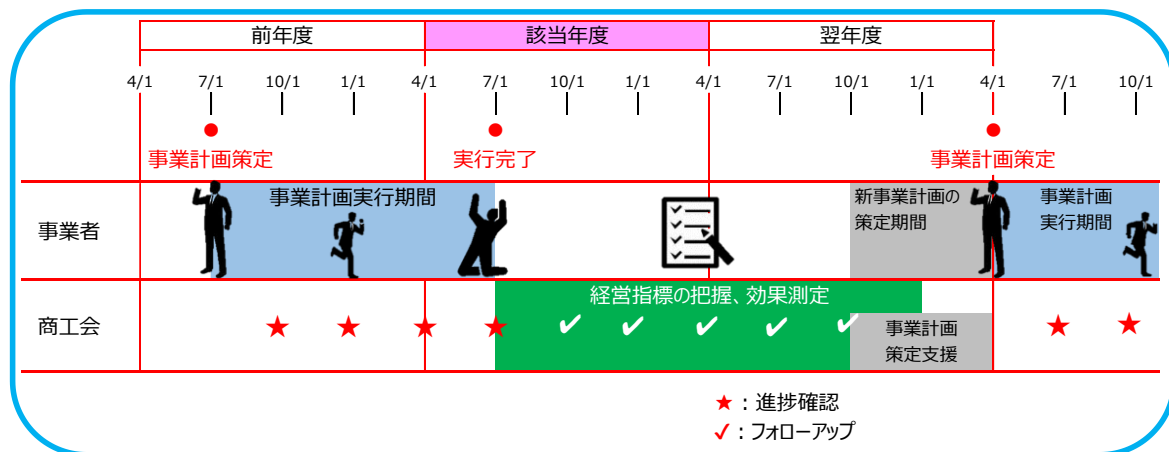 前年度 該当年度 翌年度
4/1 7/1 10/1 1/1 4/1 7/1 10/1 1/1 4/1 7/1 10/1 1/1 4/1 7/1 10/1
事業計画策定 実行完了 事業計画策定
事業者
事業計画実行期間
新事業計画の
策定期間
事業計画
実行期間
商工会
経営指標の把握、効果測定
事業計画
策定支援
★：進捗確認
✓：フォローアップ